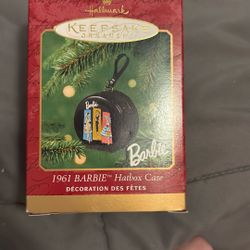 Hallmark
KEEPSAKE
ORNAMENT
Barbie
Barbie
1961 BARBIE™ Hatbox Case
DÉCORATION DES FÊTES